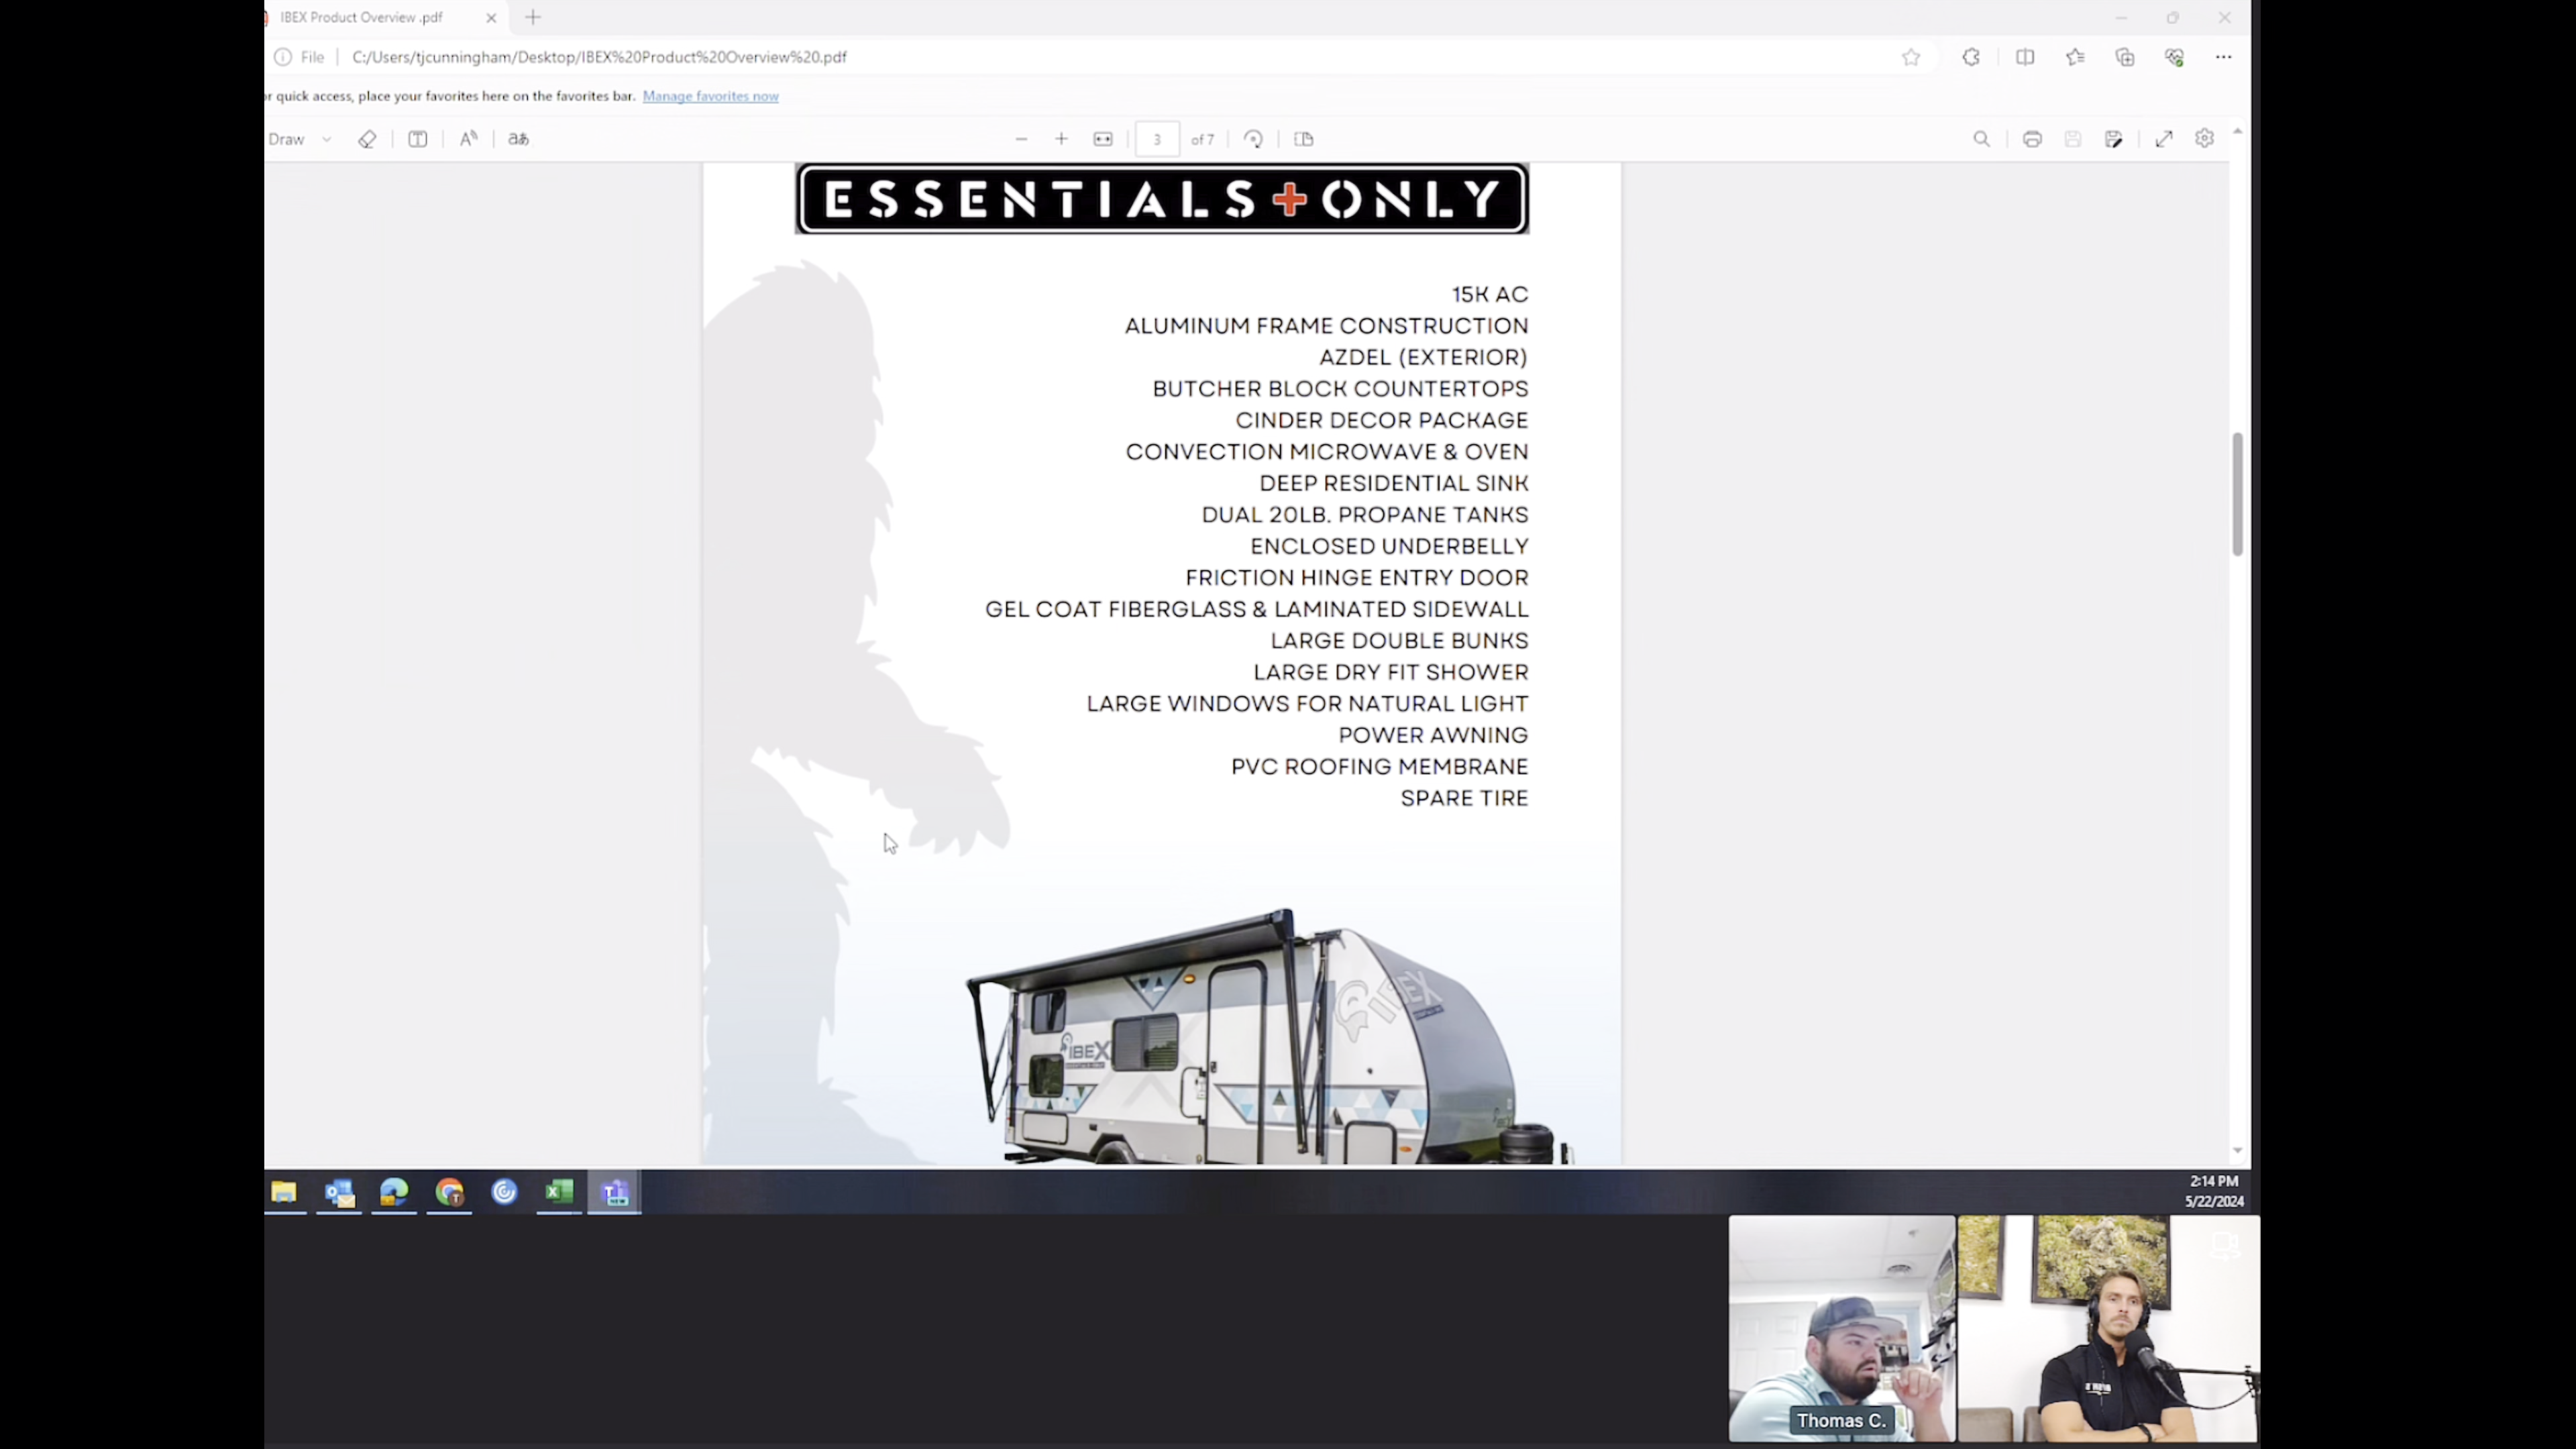 IBEX Product Overview .pdf
File C:/Users/tjcunningham/Desktop/IBEX%20Product%20Overview%20.pdf
or quick access, place your favorites here on the favorites bar. Manage favorites now
Draw 3 of 7
ESSENTIALS+ONLY
15K AC
ALUMINUM FRAME CONSTRUCTION
AZDEL (EXTERIOR)
BUTCHER BLOCK COUNTERTOPS
CINDER DECOR PACKAGE
CONVECTION MICROWAVE & OVEN
DEEP RESIDENTIAL SINK
DUAL 20LB. PROPANE TANKS
ENCLOSED UNDERBELLY
FRICTION HINGE ENTRY DOOR
GEL COAT FIBERGLASS & LAMINATED SIDEWALL
LARGE DOUBLE BUNKS
LARGE DRY FIT SHOWER
LARGE WINDOWS FOR NATURAL LIGHT
POWER AWNING
PVC ROOFING MEMBRANE
SPARE TIRE
IBEX
IBEX
2:14 PM
5/22/2024
Thomas C.